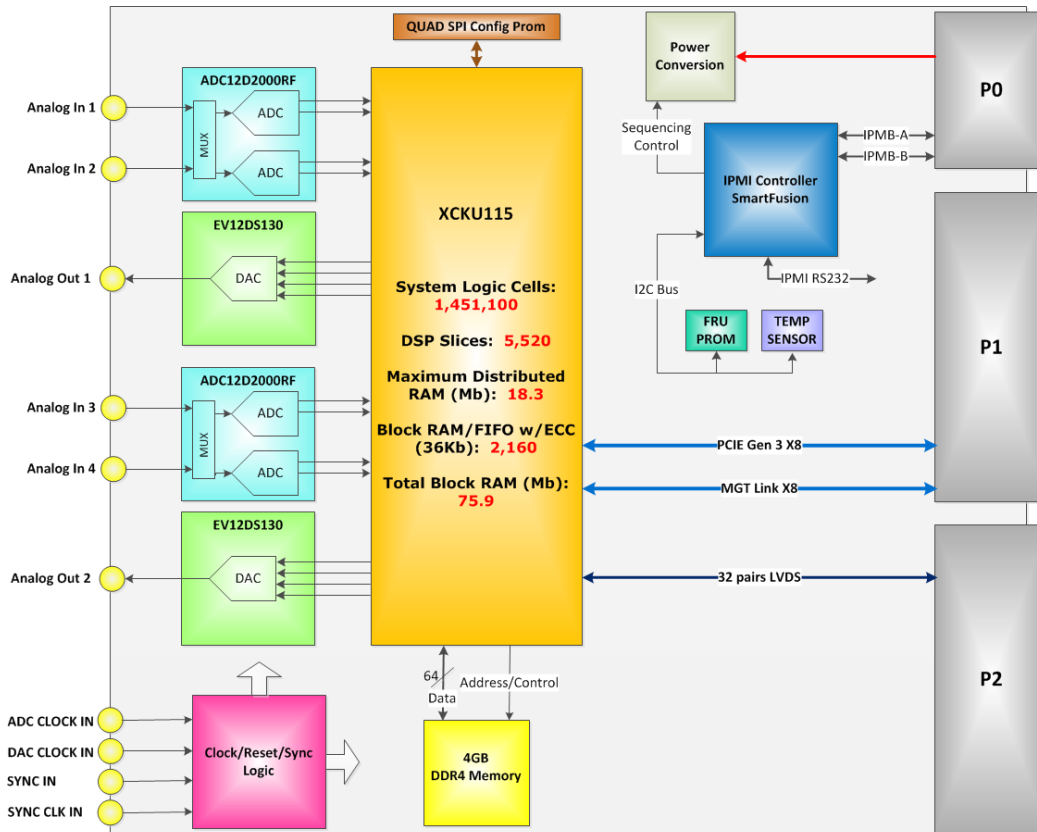 QUAD SPI Config Prom
Power
Conversion
P0
ADC12D2000RF
Analog In 1
MUX
ADC
Analog In 2
ADC
Sequencing
Control
IPMB-A
IPMB-B
IPMI Controller
SmartFusion
XCKU115
EV12DS130
Analog Out 1
DAC
IPMI RS232
I2C Bus
FRU
PROM
TEMP
SENSOR
P1
System Logic Cells:
1,451,100
DSP Slices: 5,520
Maximum Distributed
RAM (Mb): 18.3
Block RAM/FIFO w/ECC
(36Kb): 2,160
Total Block RAM (Mb):
75.9
ADC12D2000RF
Analog In 3
MUX
ADC
Analog In 4
ADC
PCIE Gen 3 X8
MGT Link X8
EV12DS130
Analog Out 2
DAC
32 pairs LVDS
P2
64
Data
Address/Control
ADC CLOCK IN
DAC CLOCK IN
SYNC IN
SYNC CLK IN
Clock/Reset/Sync
Logic
4GB
DDR4 Memory